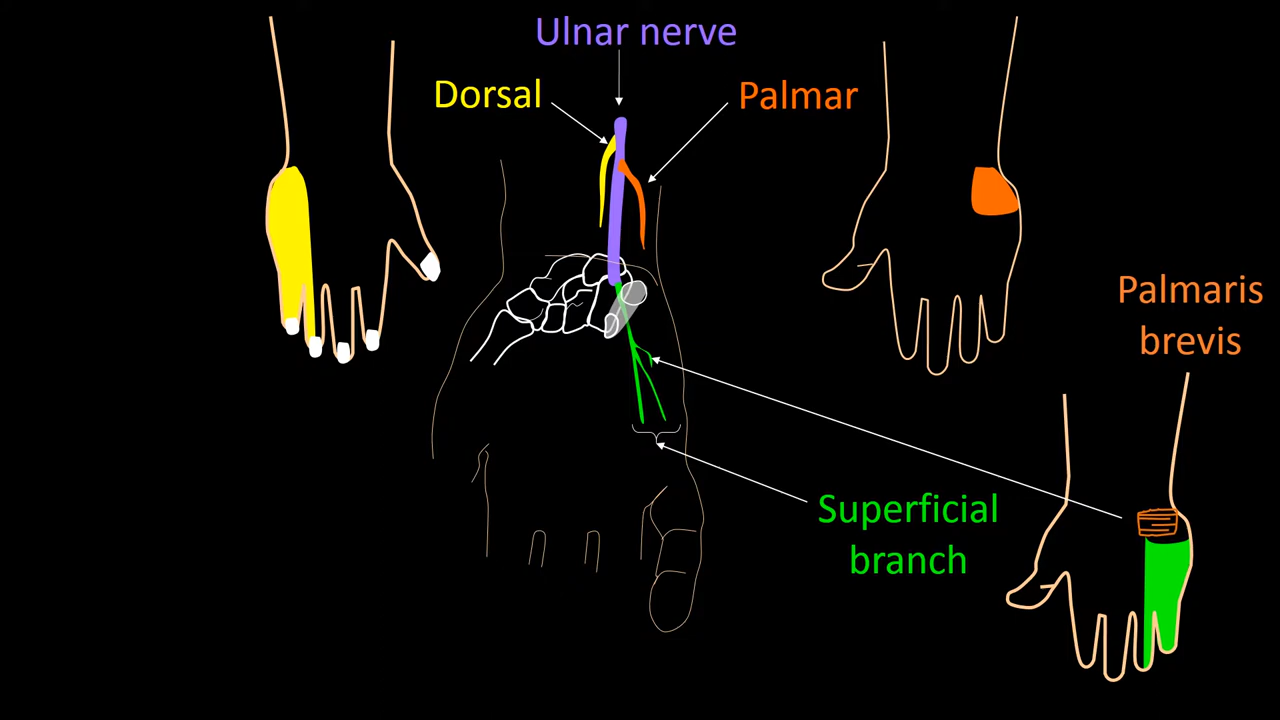 Ulnar nerve
Dorsal
Palmar
Palmaris
brevis
Superficial
branch